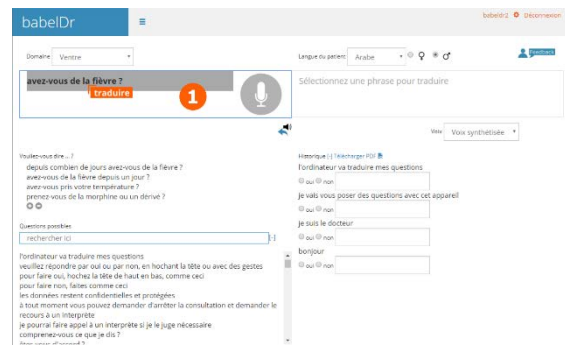 babelDr
≡
babeldr2 Déconnexion
Domaine Ventre
Langue du patient Arabe ♀ ♂
Feedback
avez-vous de la fièvre ?
traduire
1
Sélectionnez une phrase pour traduire
Voix Voix synthétisée
Voulez-vous dire ... ?
depuis combien de jours avez-vous de la fièvre ?
avez-vous de la fièvre depuis un jour ?
avez-vous pris votre température ?
prenez-vous de la morphine ou un dérivé ?
Questions possibles
rechercher ici
[-]
l'ordinateur va traduire mes questions
veuillez répondre par oui ou par non, en hochant la tête ou avec des gestes
pour faire oui, hochez la tête de haut en bas, comme ceci
pour faire non, faites comme ceci
les données restent confidentielles et protégées
à tout moment vous pouvez demander d'arrêter la consultation et demander le
recours à un interprète
je pourrai faire appel à un interprète si je le juge nécessaire
comprenez-vous ce que je dis ?
êtes-vous d'accord ?
Historique [-] Télécharger PDF
l'ordinateur va traduire mes questions
oui non
je vais vous poser des questions avec cet appareil
oui non
je suis le docteur
oui non
bonjour
oui non